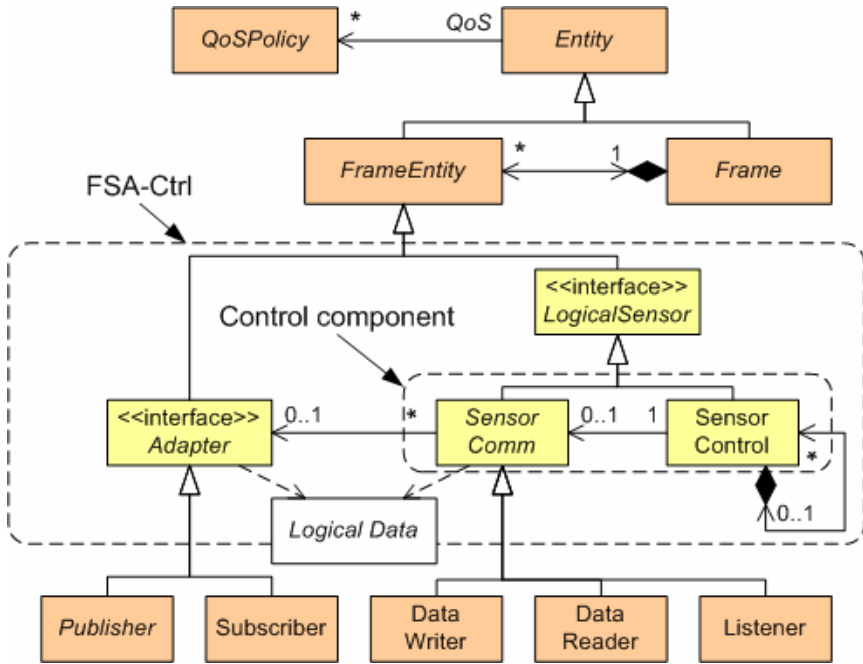 QoSPolicy
*
QoS
Entity
FrameEntity
*
1
Frame
FSA-Ctrl
<<interface>>
LogicalSensor
Control component
<<interface>>
Adapter
0..1
*
Sensor
Comm
0..1
1
Sensor
Control
*
0..1
Logical Data
Publisher
Subscriber
Data
Writer
Data
Reader
Listener